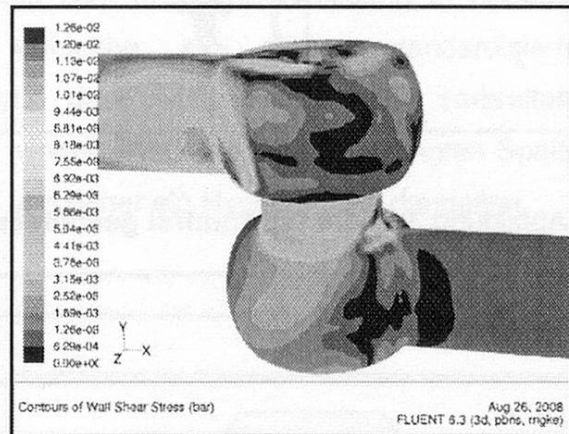 1.26e-02
1.20e-02
1.13e-02
1.07e-02
1.01e-02
9.44e-03
8.81e-03
8.18e-03
7.55e-03
6.92e-03
6.29e-03
5.66e-03
5.04e-03
4.41e-03
3.78e-03
3.15e-03
2.52e-03
1.89e-03
1.26e-03
6.29e-04
0.00e+00
Y
Z X
Contours of Wall Shear Stress (bar)
Aug 26, 2008
FLUENT 6.3 (3d, pbns, rngke)